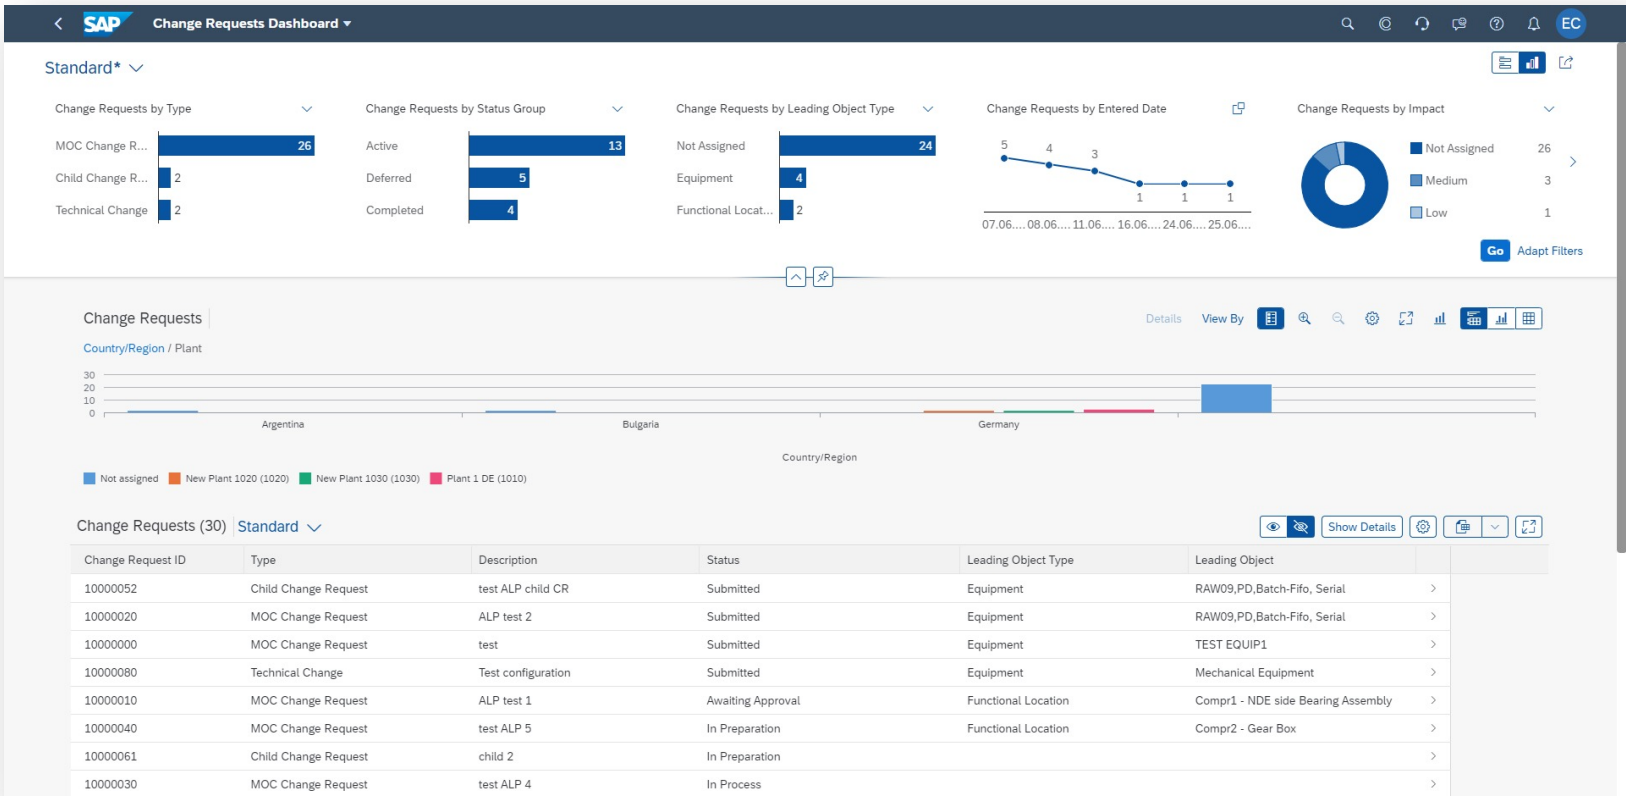 SAP Change Requests Dashboard EC
Standard*
Change Requests by Type
MOC Change R... 26
Child Change R... 2
Technical Change 2
Change Requests by Status Group
Active 13
Deferred 5
Completed 4
Change Requests by Leading Object Type
Not Assigned 24
Equipment 4
Functional Locat... 2
Change Requests by Entered Date
5 4 3 1 1 1
07.06.... 08.06.... 11.06.... 16.06.... 24.06.... 25.06....
Change Requests by Impact
Not Assigned 26
Medium 3
Low 1
Go Adapt Filters
Change Requests Details View By
Country/Region / Plant
30
20
10
0
Argentina Bulgaria Germany
Country/Region
Not assigned New Plant 1020 (1020) New Plant 1030 (1030) Plant 1 DE (1010)
Change Requests (30) Standard Show Details
Change Request ID Type Description Status Leading Object Type Leading Object
10000052 Child Change Request test ALP child CR Submitted Equipment RAW09,PD,Batch-Fifo, Serial
10000020 MOC Change Request ALP test 2 Submitted Equipment RAW09,PD,Batch-Fifo, Serial
10000000 MOC Change Request test Submitted Equipment TEST EQUIP1
10000080 Technical Change Test configuration Submitted Equipment Mechanical Equipment
10000010 MOC Change Request ALP test 1 Awaiting Approval Functional Location Compr1 - NDE side Bearing Assembly
10000040 MOC Change Request test ALP 5 In Preparation Functional Location Compr2 - Gear Box
10000061 Child Change Request child 2 In Preparation
10000030 MOC Change Request test ALP 4 In Process